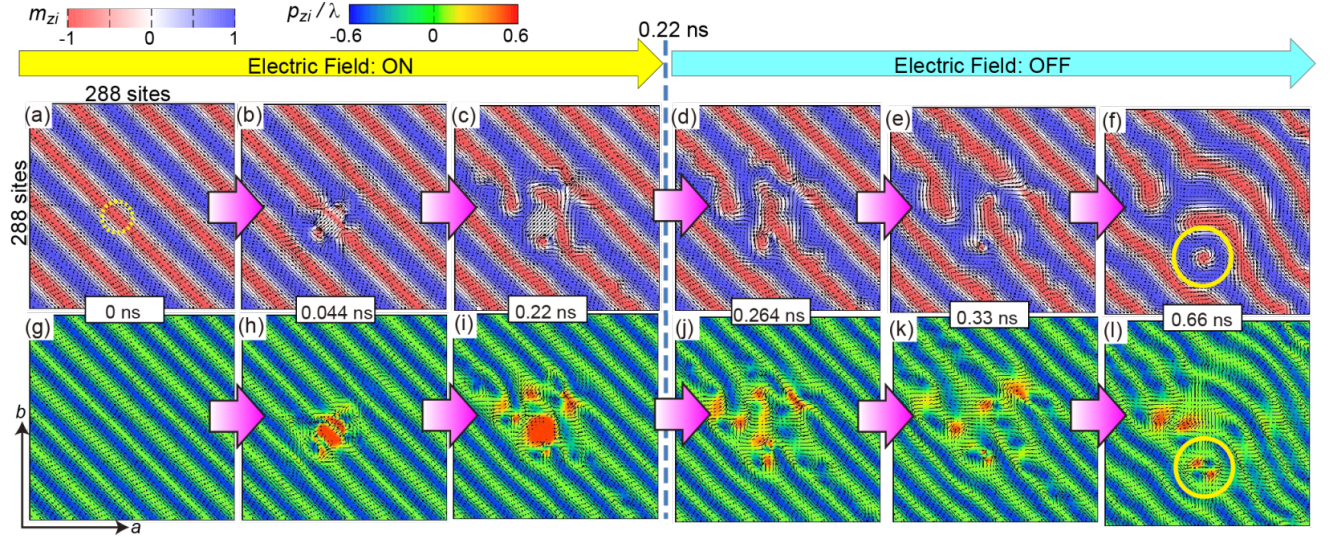 m_zi -1 0 1
p_zi / λ -0.6 0 0.6
0.22 ns
Electric Field: ON
Electric Field: OFF
288 sites
288 sites
(a) (b) (c) (d) (e) (f)
0 ns 0.044 ns 0.22 ns 0.264 ns 0.33 ns 0.66 ns
(g) (h) (i) (j) (k) (l)
b
a